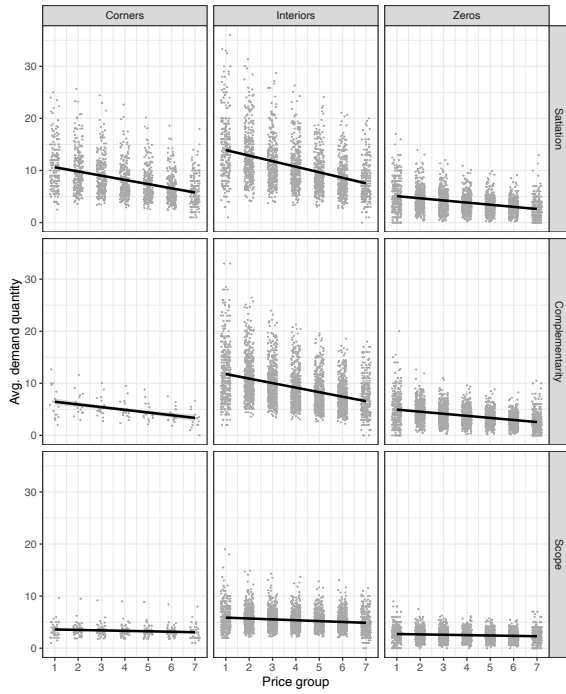 Corners Interiors Zeros
30
20
10
0
Satiation
30
20
10
0
Complementarity
30
20
10
0
Scope
Avg. demand quantity
1 2 3 4 5 6 7 1 2 3 4 5 6 7 1 2 3 4 5 6 7
Price group